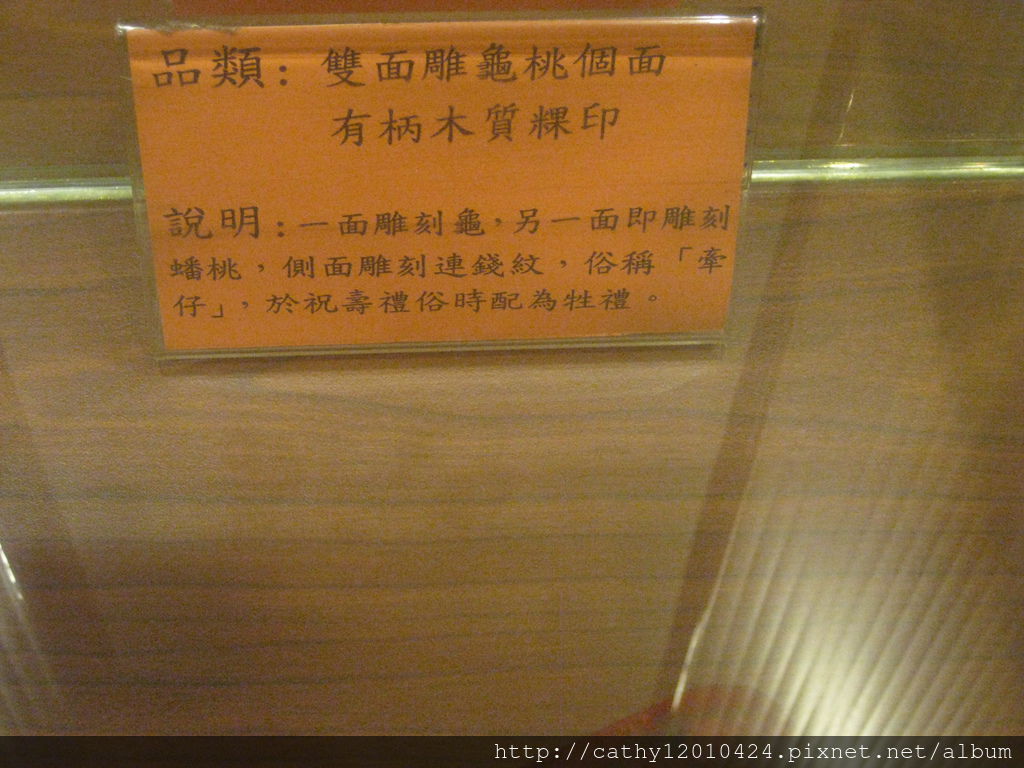 品類：雙面雕龜桃個面
有柄木質粿印
說明：一面雕刻龜，另一面即雕刻
蟠桃，側面雕刻連錢紋，俗稱「牽
仔」，於祝壽禮俗時配為牲禮。
http://cathy12010424.pixnet.net/album